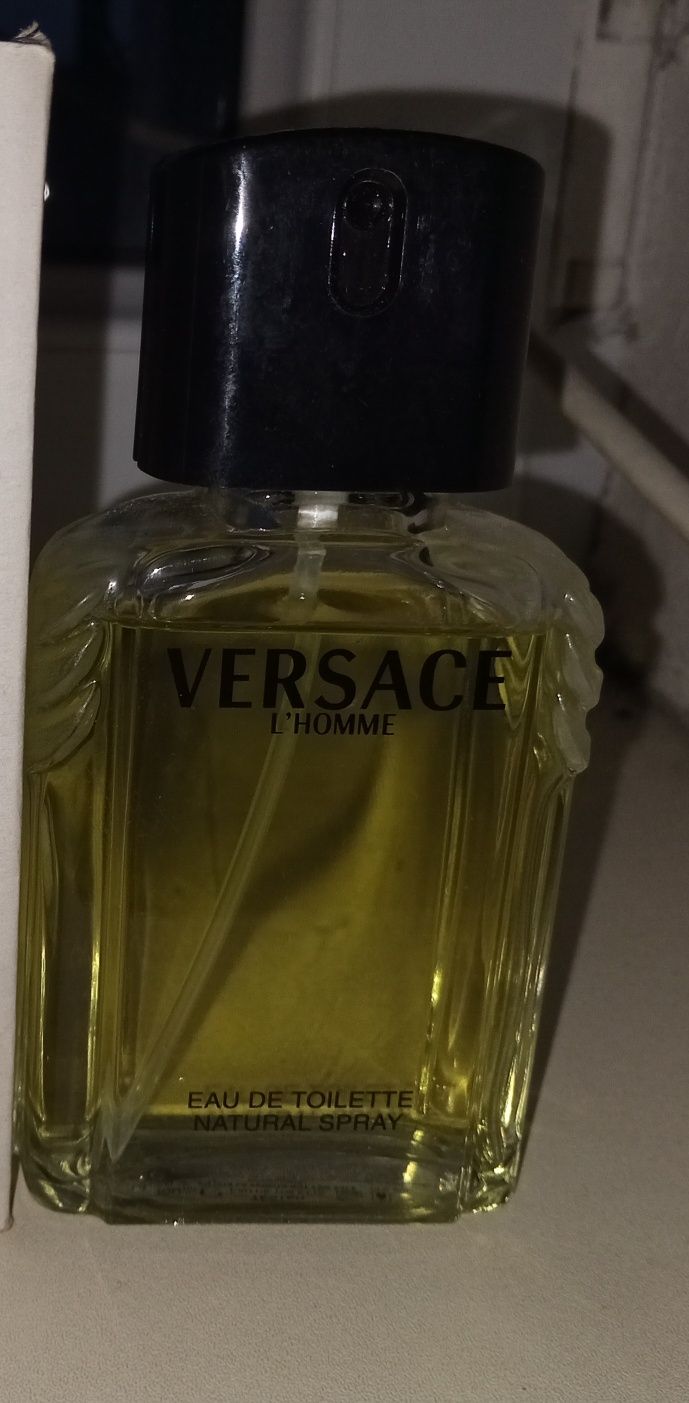 VERSACE
L'HOMME
EAU DE TOILETTE
NATURAL SPRAY